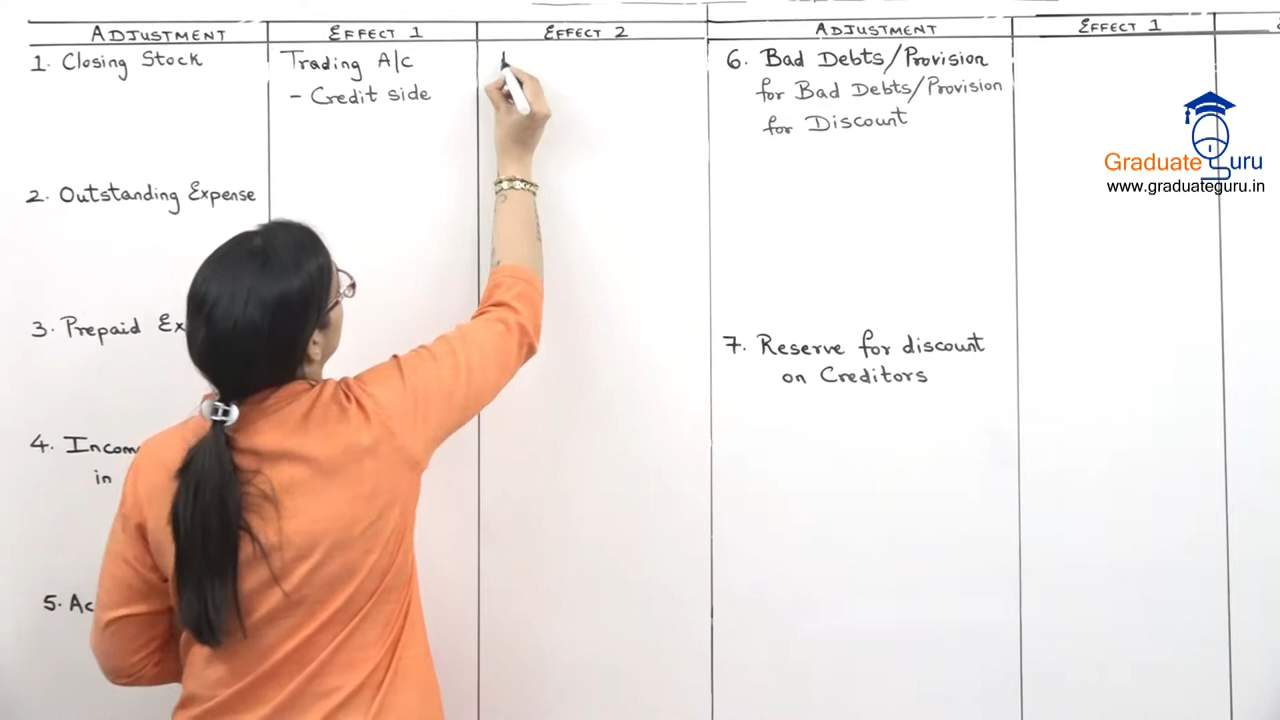 ADJUSTMENT
EFFECT 1
EFFECT 2
1. Closing Stock
Trading A/c
- Credit side
2. Outstanding Expense
3. Prepaid Ex
4. Incom
in
5. Ac
ADJUSTMENT
EFFECT 1
6. Bad Debts/Provision
for Bad Debts/Provision
for Discount
7. Reserve for discount
on Creditors
Graduate Guru
www.graduateguru.in